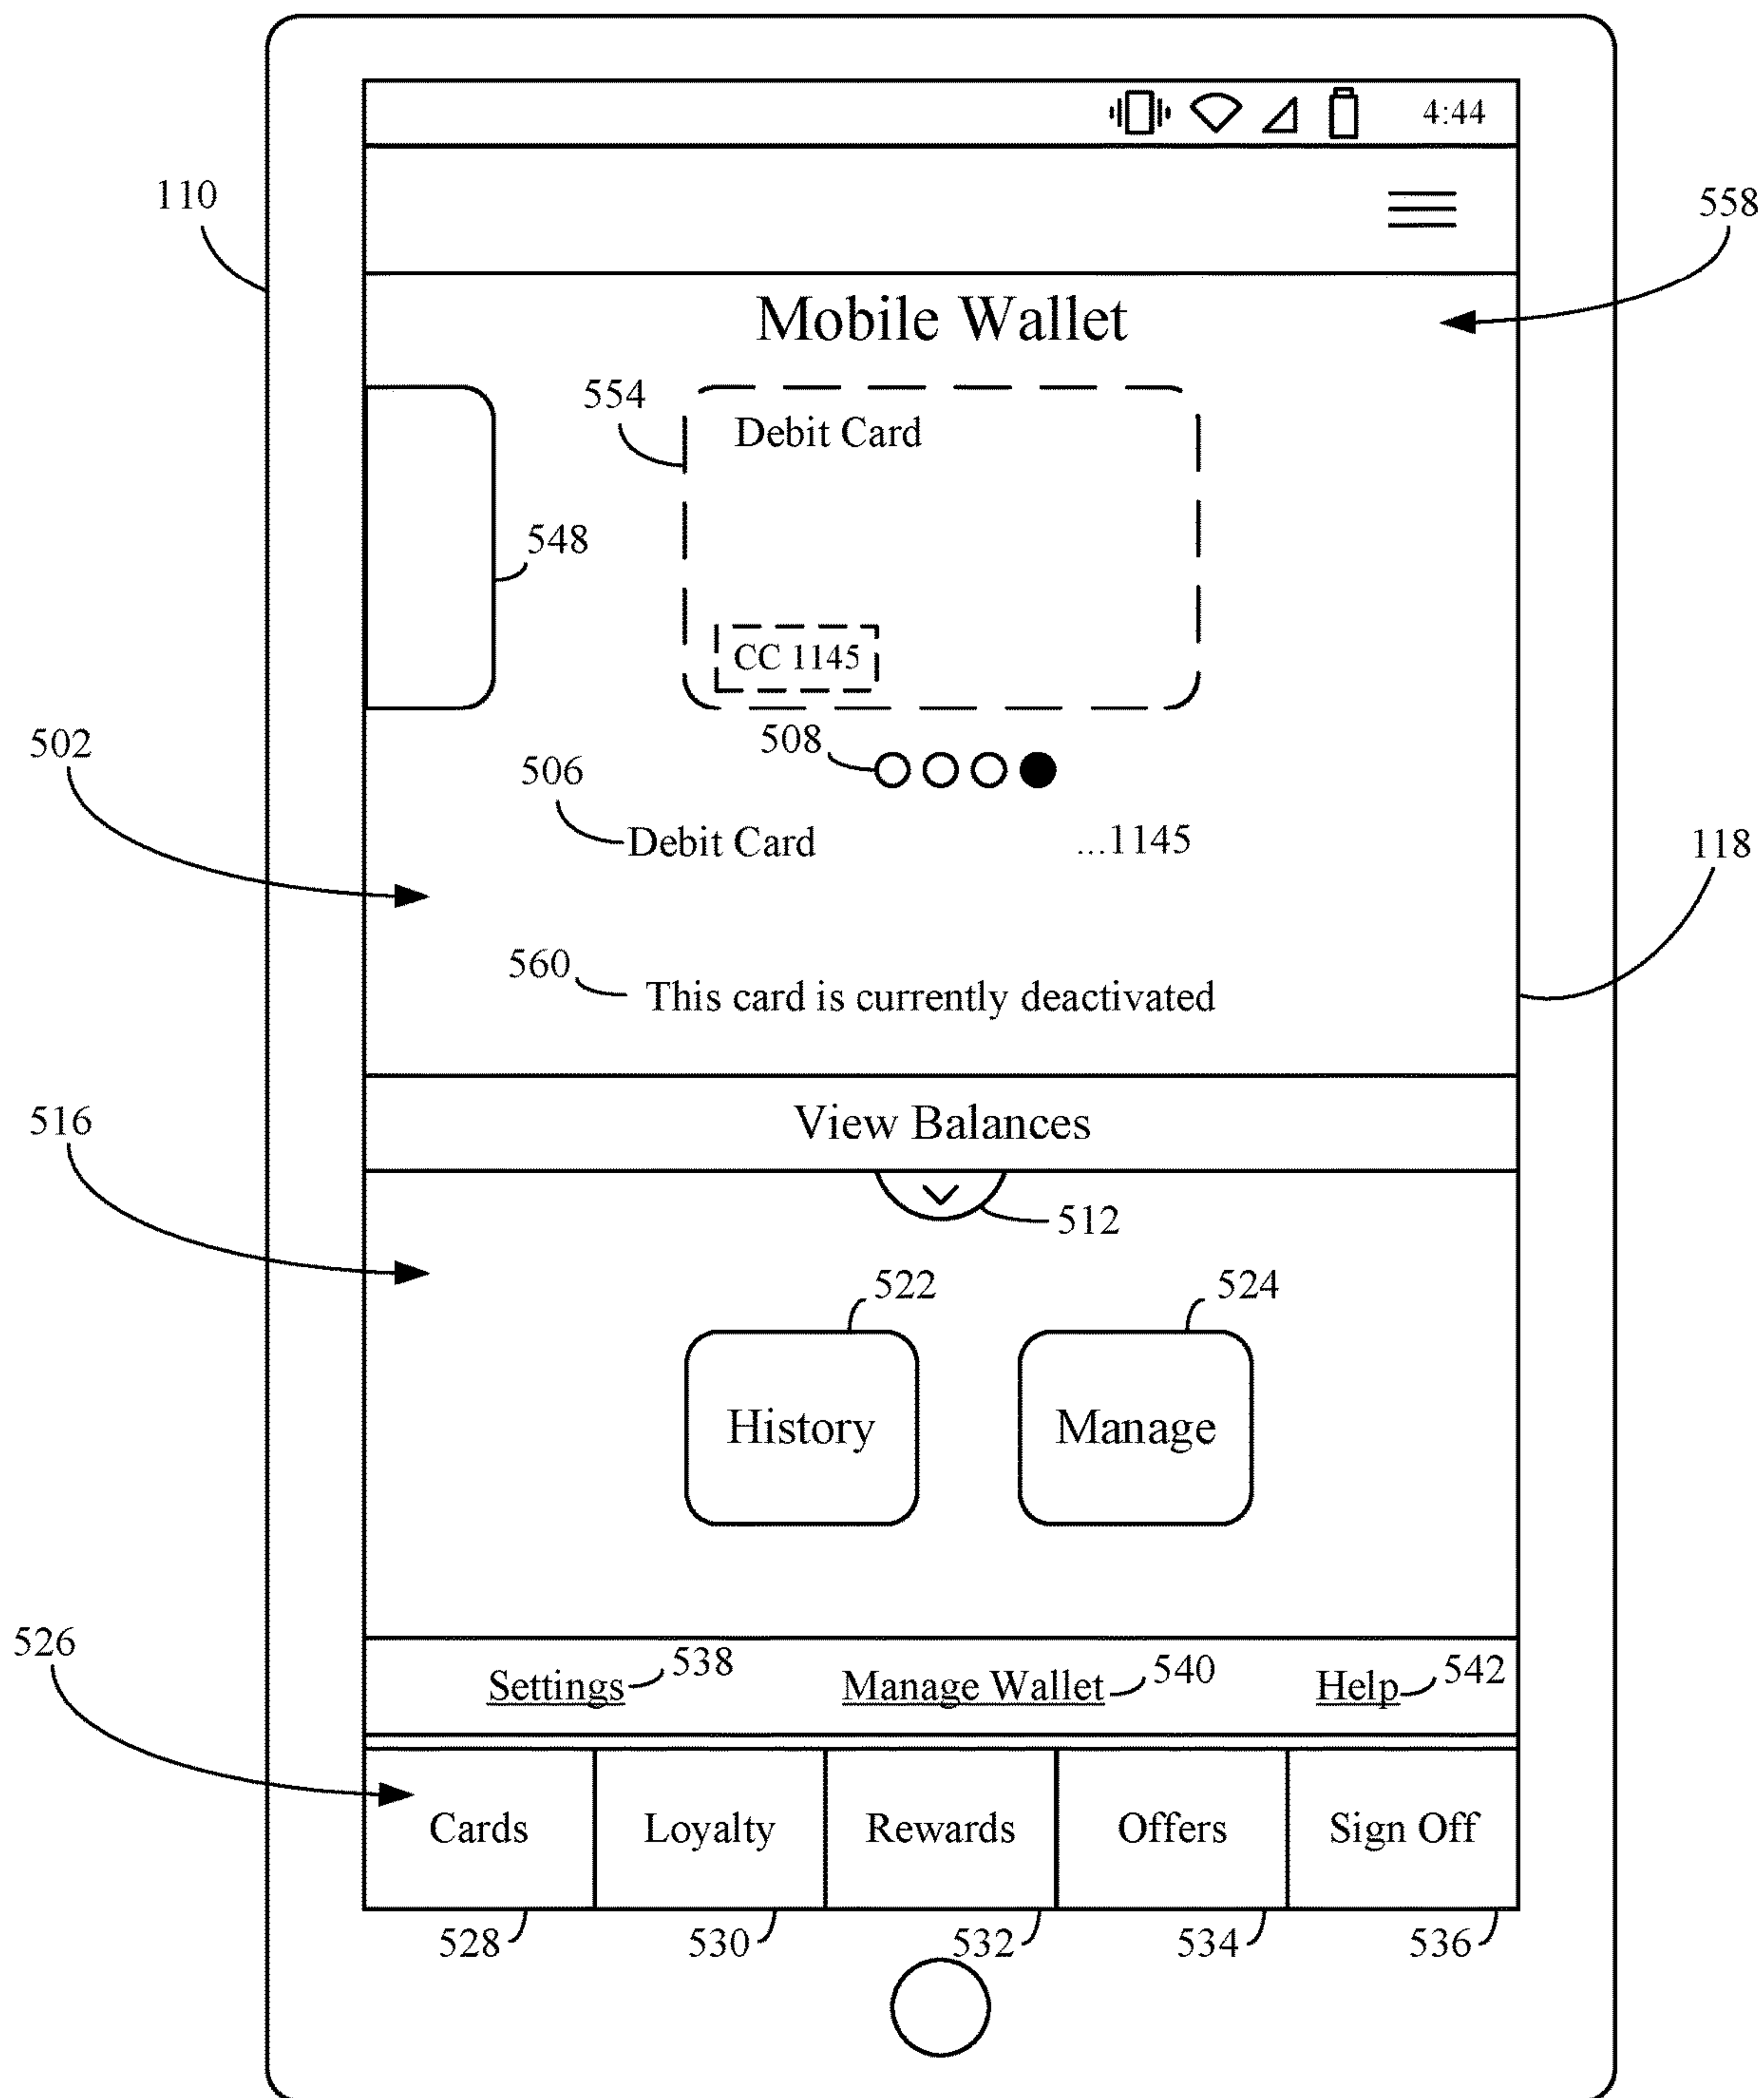 4:44
110
558
Mobile Wallet
554
Debit Card
548
CC 1145
502
508
506
Debit Card ...1145
118
560
This card is currently deactivated
516
View Balances
512
522 524
History Manage
526
Settings 538 Manage Wallet 540 Help 542
Cards Loyalty Rewards Offers Sign Off
528 530 532 534 536